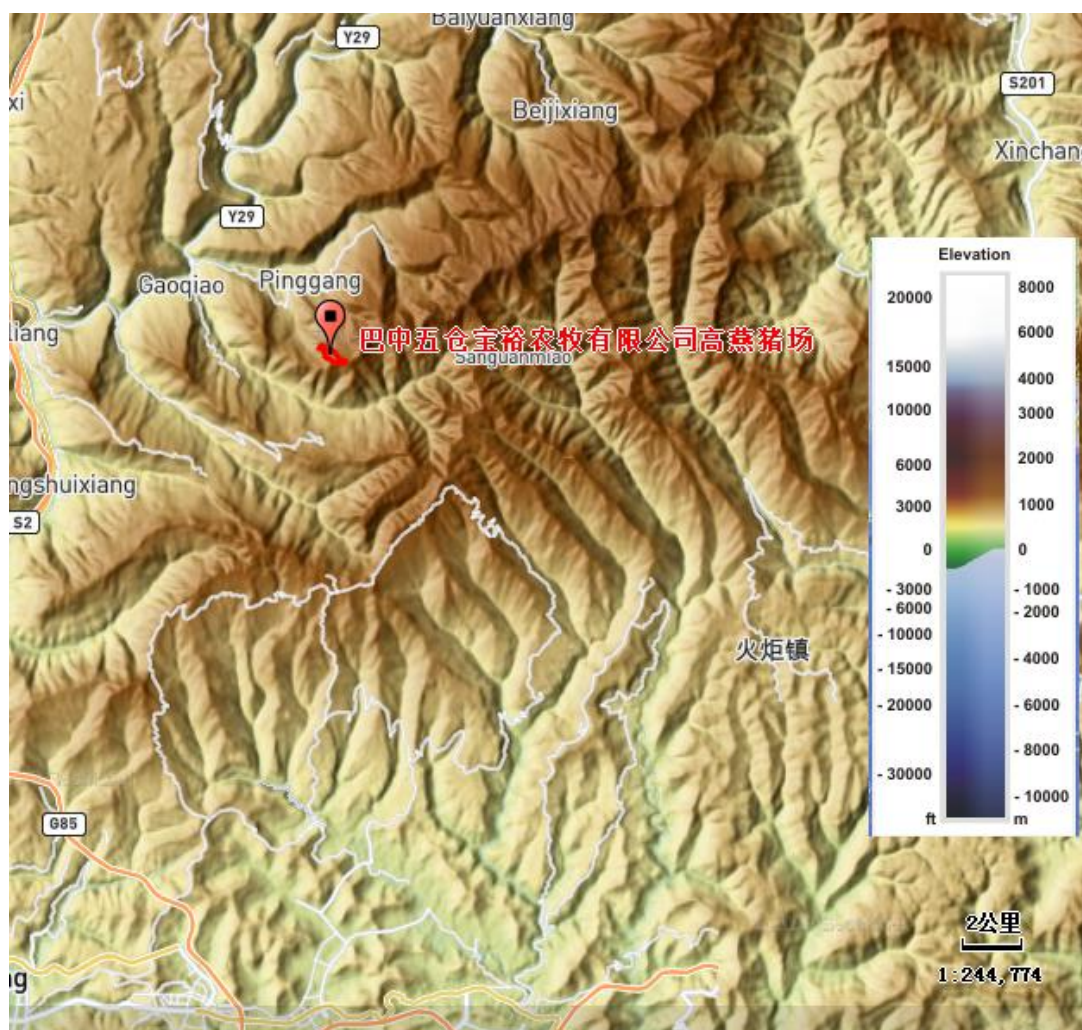 Baiyuanxiang
Y29
Beijixiang
S201
xi
Xinchang
Y29
Pinggang
Gaoqiao
巴中五仓宝裕农牧有限公司高燕猪场
Sanguanmiao
liang
ngshuixiang
S2
火炬镇
G85
ng
Elevation
20000 8000
6000
15000 4000
10000 3000
6000 2000
3000 1000
0 0
- 3000 - 1000
- 6000 - 2000
- 10000
- 15000 - 4000
- 20000 - 6000
- 8000
- 30000
- 10000
ft m
2公里
1:244,774